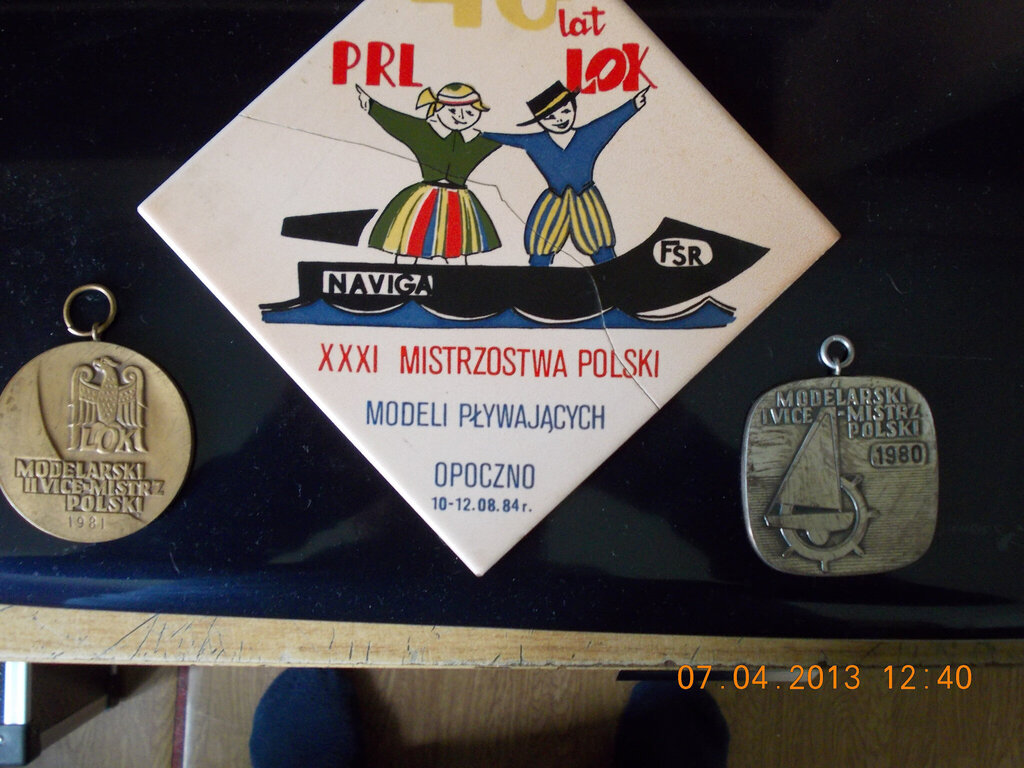 40
lat
PRL LOK
FSR
NAVIGA
XXXI MISTRZOSTWA POLSKI
MODELI PŁYWAJĄCYCH
OPOCZNO
10-12.08.84r.
LOK
MODELARSKI
II VICE-MISTRZ
POLSKI
1981
MODELARSKI
I VICE-MISTRZ
POLSKI
1980
07.04.2013 12:40